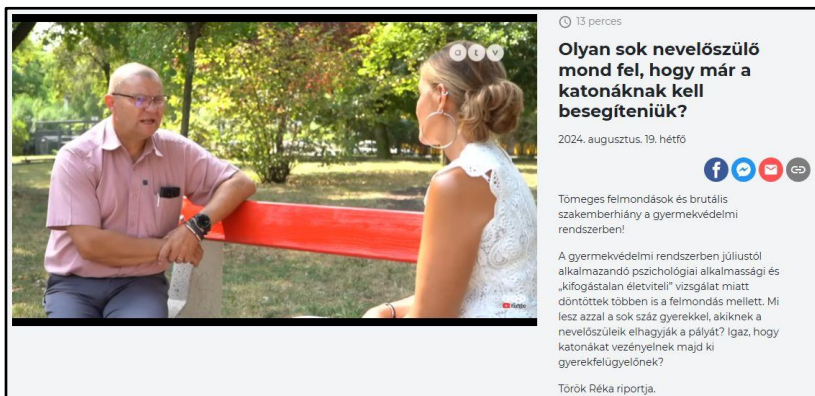 a t v
13 perces
Olyan sok nevelőszülő
mond fel, hogy már a
katonáknak kell
besegíteniük?
2024. augusztus. 19. hétfő
Tömeges felmondások és brutális
szakemberhiány a gyermekvédelmi
rendszerben!
A gyermekvédelmi rendszerben júliustól
alkalmazandó pszichológiai alkalmassági és
„kifogástalan életviteli” vizsgálat miatt
döntöttek többen is a felmondás mellett. Mi
lesz azzal a sok száz gyerekkel, akiknek a
nevelőszüleik elhagyják a pályát? Igaz, hogy
katonákat vezényelnek majd ki
gyerekfelügyelőnek?
Török Réka riportja.